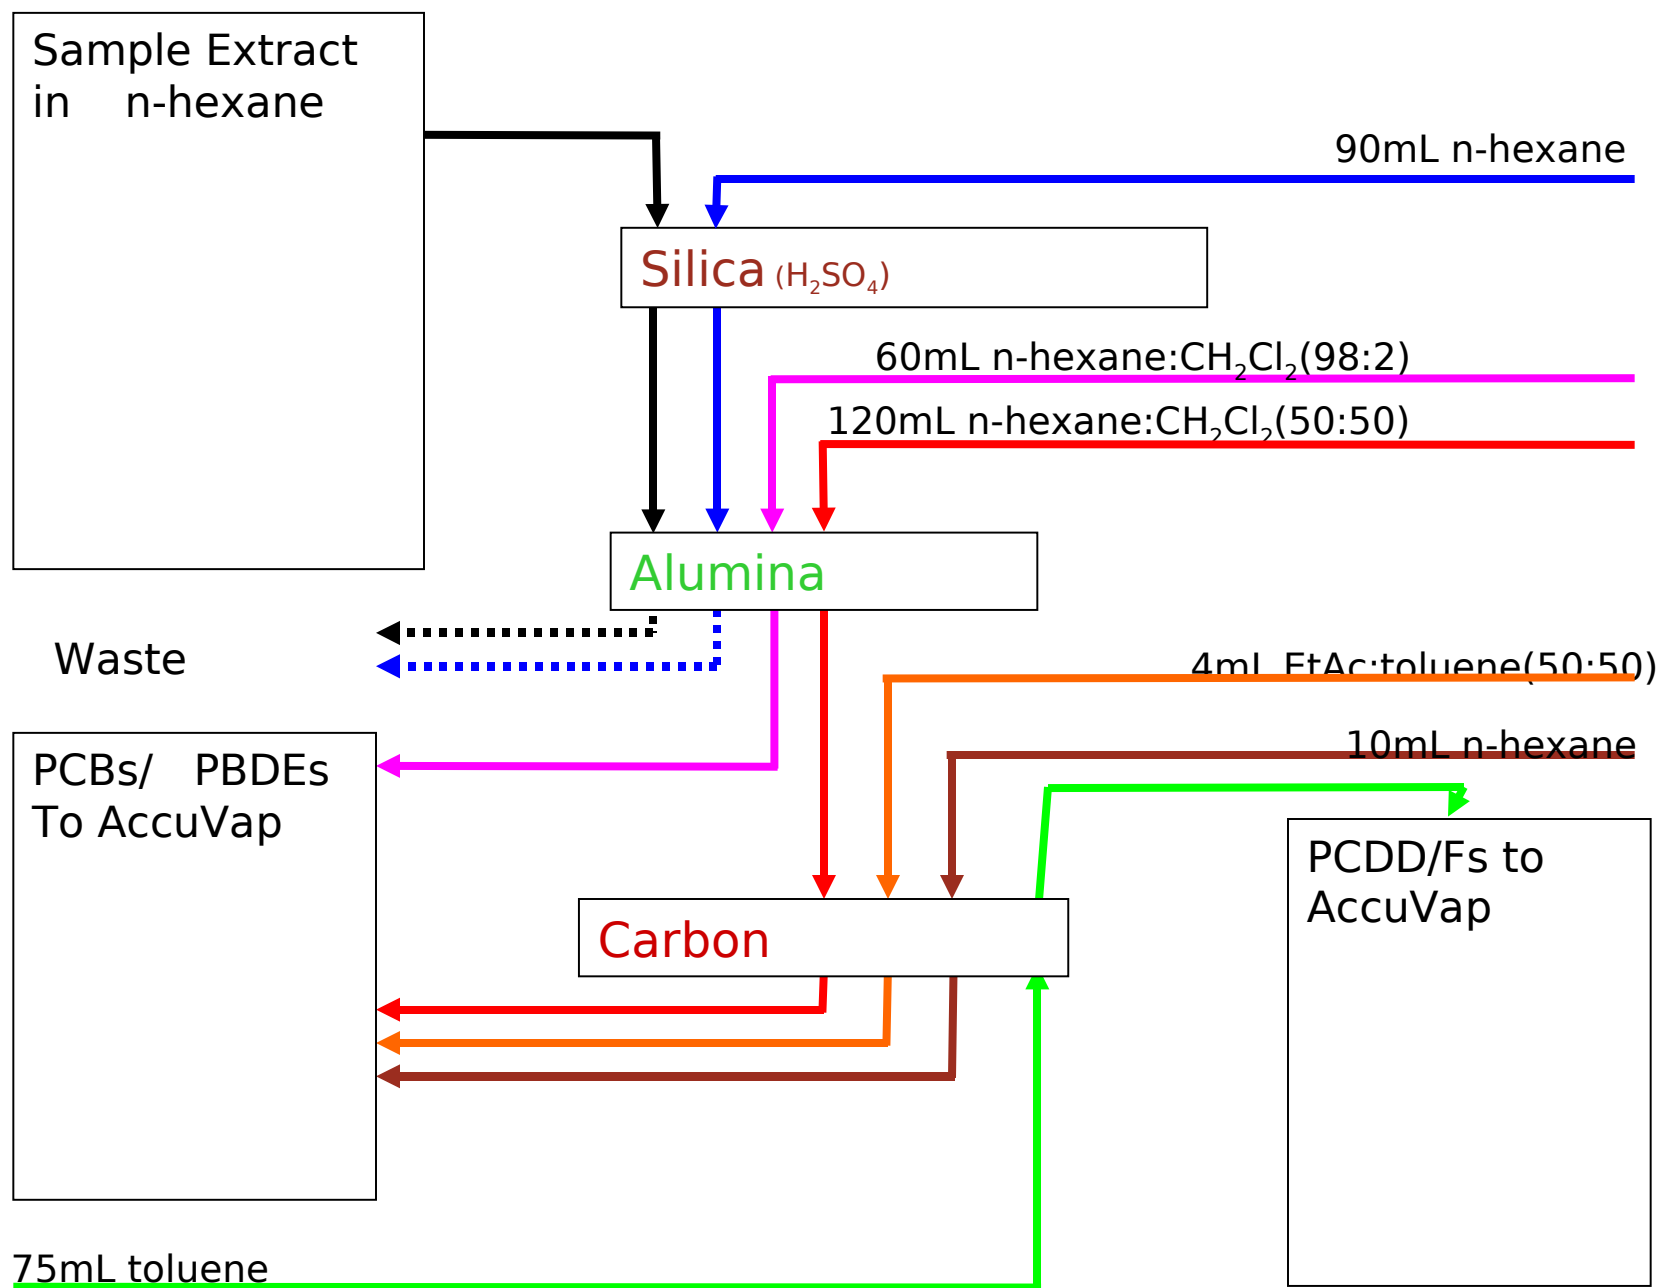 Sample Extract
in n-hexane
90mL n-hexane
Silica (H₂SO₄)
60mL n-hexane:CH₂Cl₂(98:2)
120mL n-hexane:CH₂Cl₂(50:50)
Alumina
Waste
4mL EtAc:toluene(50:50)
10mL n-hexane
PCBs/ PBDEs
To AccuVap
PCDD/Fs to
AccuVap
Carbon
75mL toluene